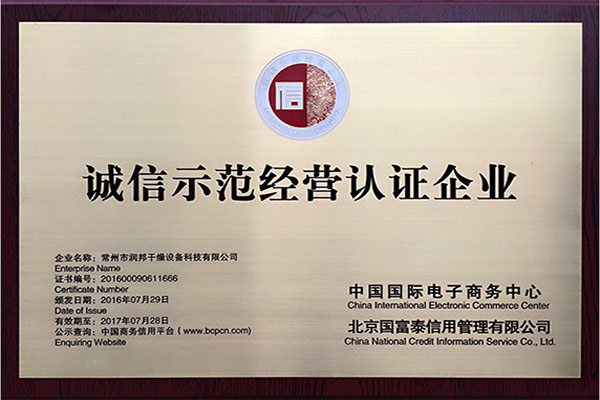 诚信示范经营认证企业
企业名称：常州市润邦干燥设备科技有限公司
Enterprise Name
证书编号：201600090611666
Certificate Number
颁发日期：2016年07月29日
Date of Issue
有效期至：2017年07月28日
公示查询：中国商务信用平台（www.bcpcn.com)
Enquiring Website
中国国际电子商务中心
China International Electronic Commerce Center
北京国富泰信用管理有限公司
China National Credit Information Service Co., Ltd.